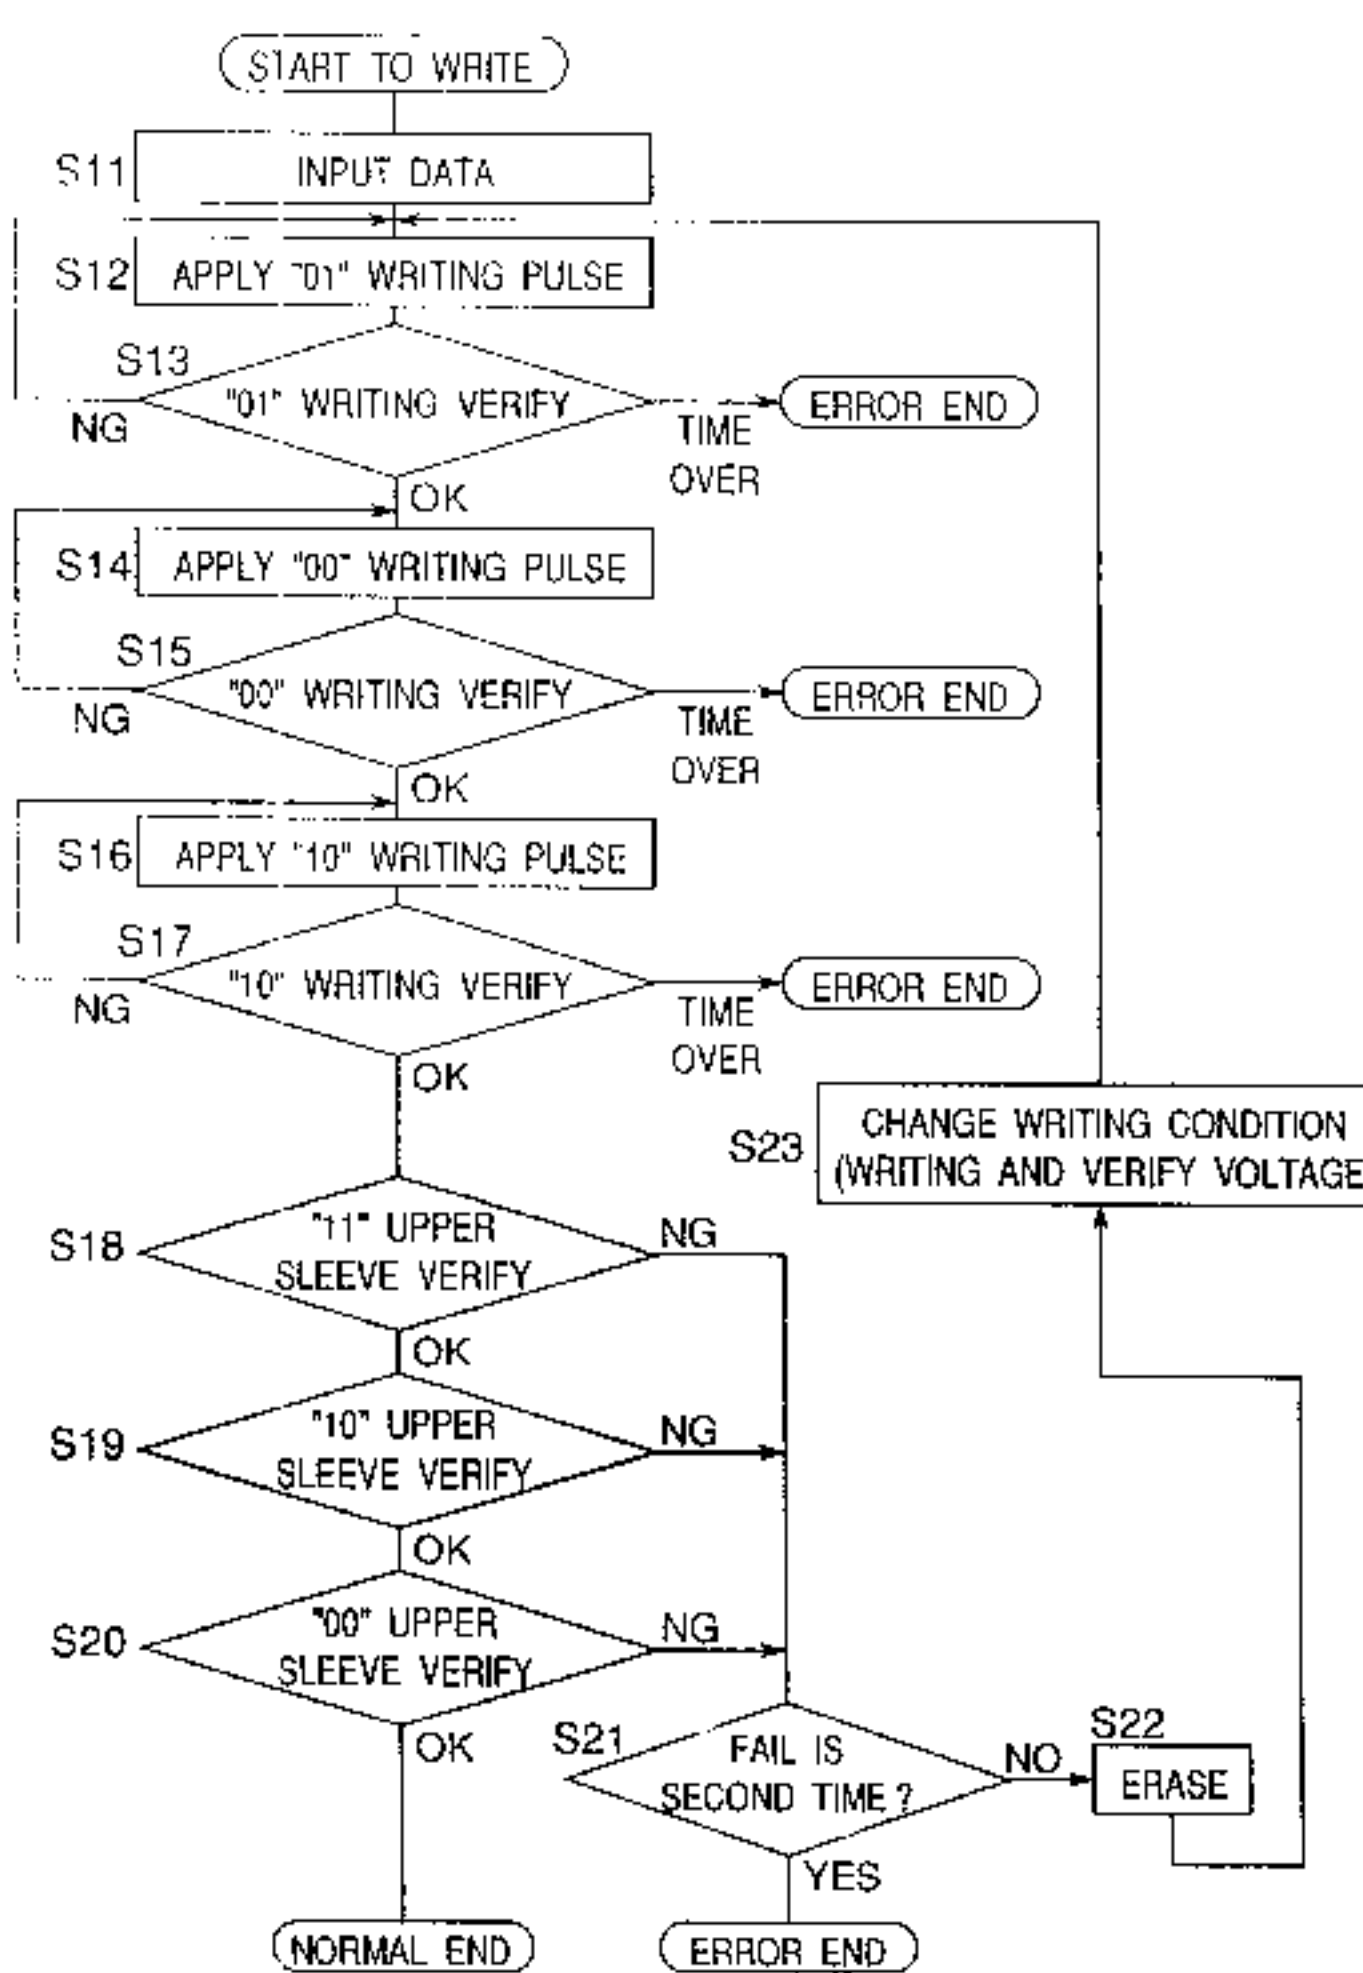 START TO WRITE
S11
INPUT DATA
S12
APPLY "01" WRITING PULSE
S13
"01" WRITING VERIFY
NG
TIME
OVER
ERROR END
OK
S14
APPLY "00" WRITING PULSE
S15
"00" WRITING VERIFY
NG
TIME
OVER
ERROR END
OK
S16
APPLY "10" WRITING PULSE
S17
"10" WRITING VERIFY
NG
TIME
OVER
ERROR END
OK
S23
CHANGE WRITING CONDITION
(WRITING AND VERIFY VOLTAGE
S18
"11" UPPER
SLEEVE VERIFY
NG
OK
S19
"10" UPPER
SLEEVE VERIFY
NG
OK
S20
"00" UPPER
SLEEVE VERIFY
NG
OK
S21
FAIL IS
SECOND TIME?
NO
S22
ERASE
YES
NORMAL END
ERROR END